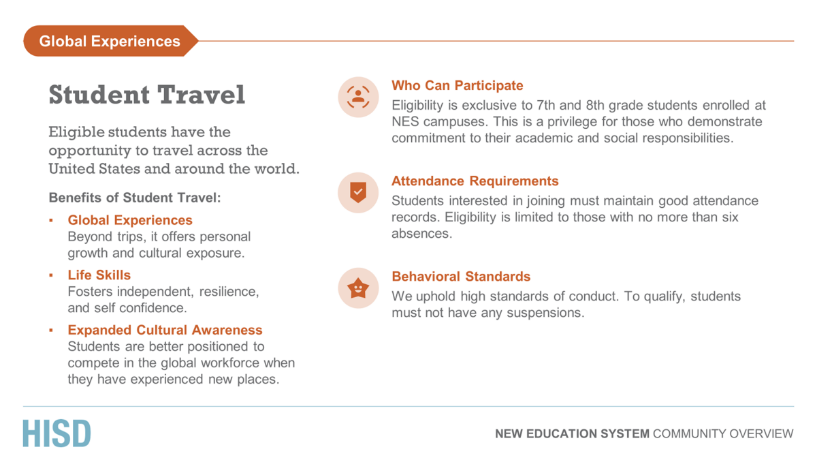 Global Experiences
Student Travel
Eligible students have the
opportunity to travel across the
United States and around the world.
Benefits of Student Travel:
▪ Global Experiences
Beyond trips, it offers personal
growth and cultural exposure.
▪ Life Skills
Fosters independent, resilience,
and self confidence.
▪ Expanded Cultural Awareness
Students are better positioned to
compete in the global workforce when
they have experienced new places.
Who Can Participate
Eligibility is exclusive to 7th and 8th grade students enrolled at
NES campuses. This is a privilege for those who demonstrate
commitment to their academic and social responsibilities.
Attendance Requirements
Students interested in joining must maintain good attendance
records. Eligibility is limited to those with no more than six
absences.
Behavioral Standards
We uphold high standards of conduct. To qualify, students
must not have any suspensions.
HISD
NEW EDUCATION SYSTEM COMMUNITY OVERVIEW